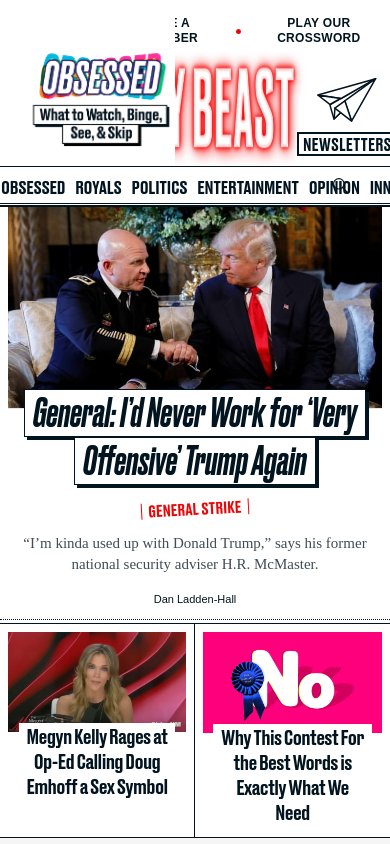 E A
BER
PLAY OUR
CROSSWORD
OBSESSED
What to Watch, Binge,
See, & Skip
Y BEAST
NEWSLETTERS
OBSESSED ROYALS POLITICS ENTERTAINMENT OPINION INN
General: I'd Never Work for ‘Very
Offensive’ Trump Again
GENERAL STRIKE
“I’m kinda used up with Donald Trump,” says his former
national security adviser H.R. McMaster.
Dan Ladden-Hall
Megyn Kelly Rages at
Op-Ed Calling Doug
Emhoff a Sex Symbol
No
Why This Contest For
the Best Words is
Exactly What We
Need